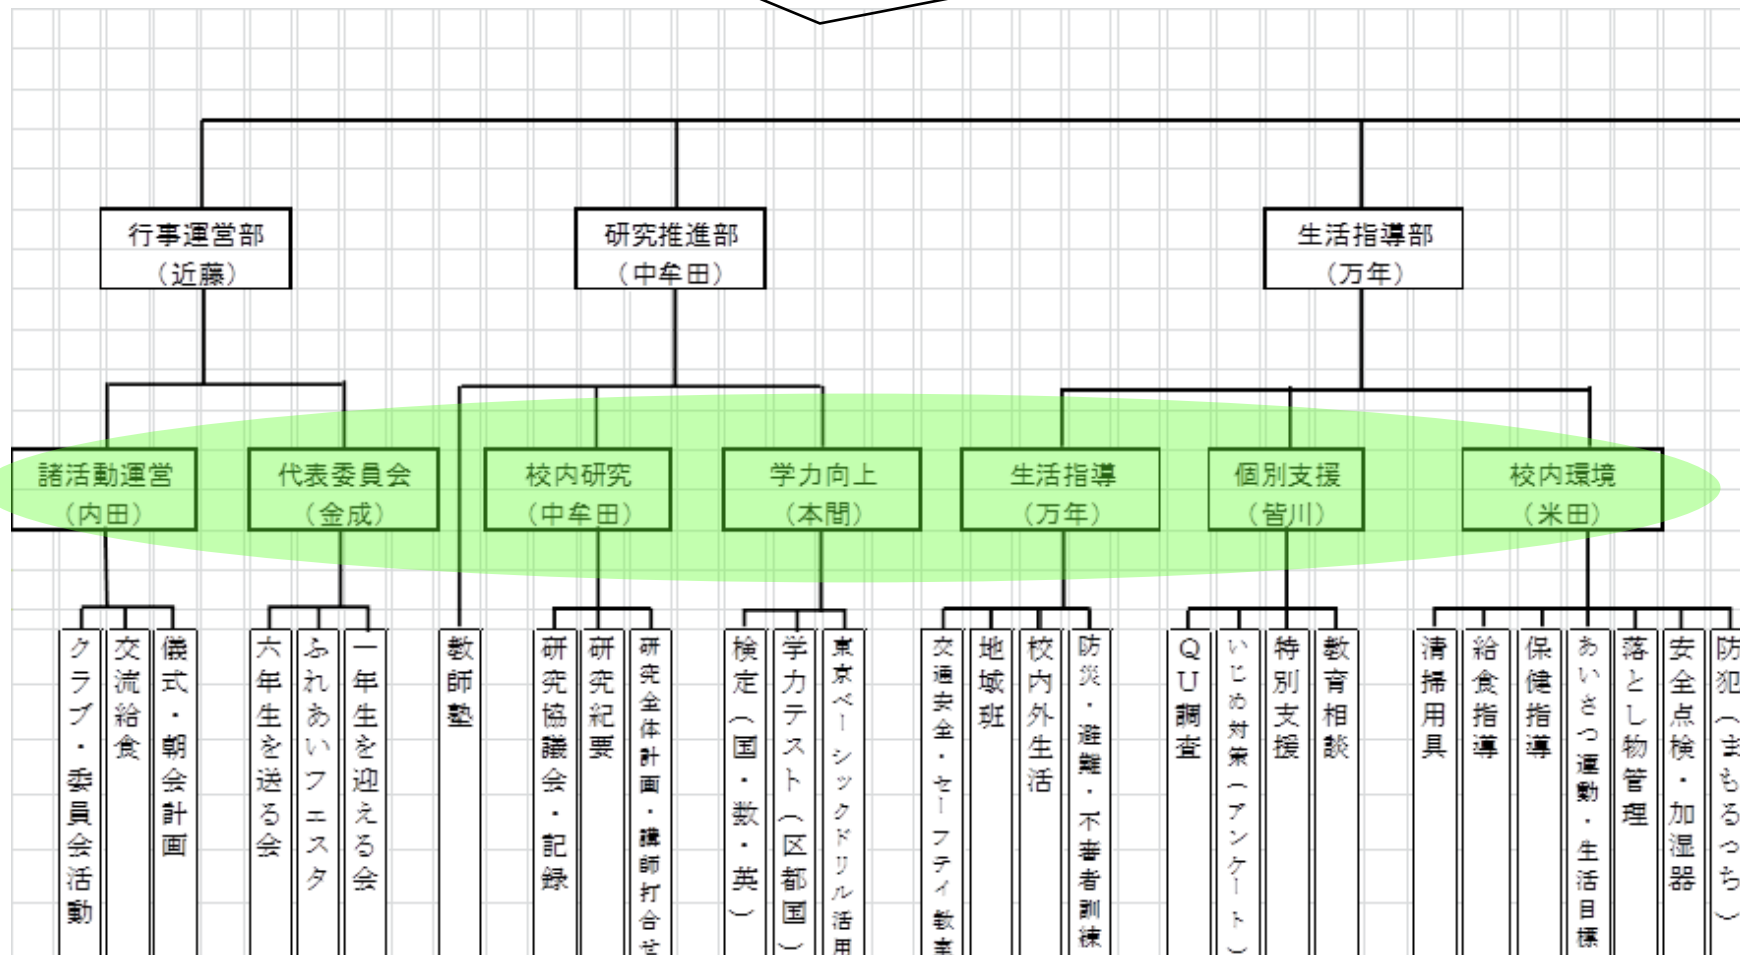 行事運営部
（近藤）
研究推進部
（中牟田）
生活指導部
（万年）
諸活動運営
（内田）
代表委員会
（金成）
校内研究
（中牟田）
学力向上
（本間）
生活指導
（万年）
個別支援
（皆川）
校内環境
（米田）
クラブ・委員会活動
交流給食
儀式・朝会計画
六年生を送る会
ふれあいフェスタ
一年生を迎える会
教師塾
研究協議会・記録
研究紀要
研究全体計画・講師打合せ
検定（国・数・英）
学力テスト（区都国）
東京ベーシックドリル活用
交通安全・セーフティ教室
地域班
校内外生活
防災・避難・不審者訓練
ＱＵ調査
いじめ対策（アンケート）
特別支援
教育相談
清掃用具
給食指導
保健指導
あいさつ運動・生活目標
落とし物管理
安全点検・加湿器
防犯（まもるっち）